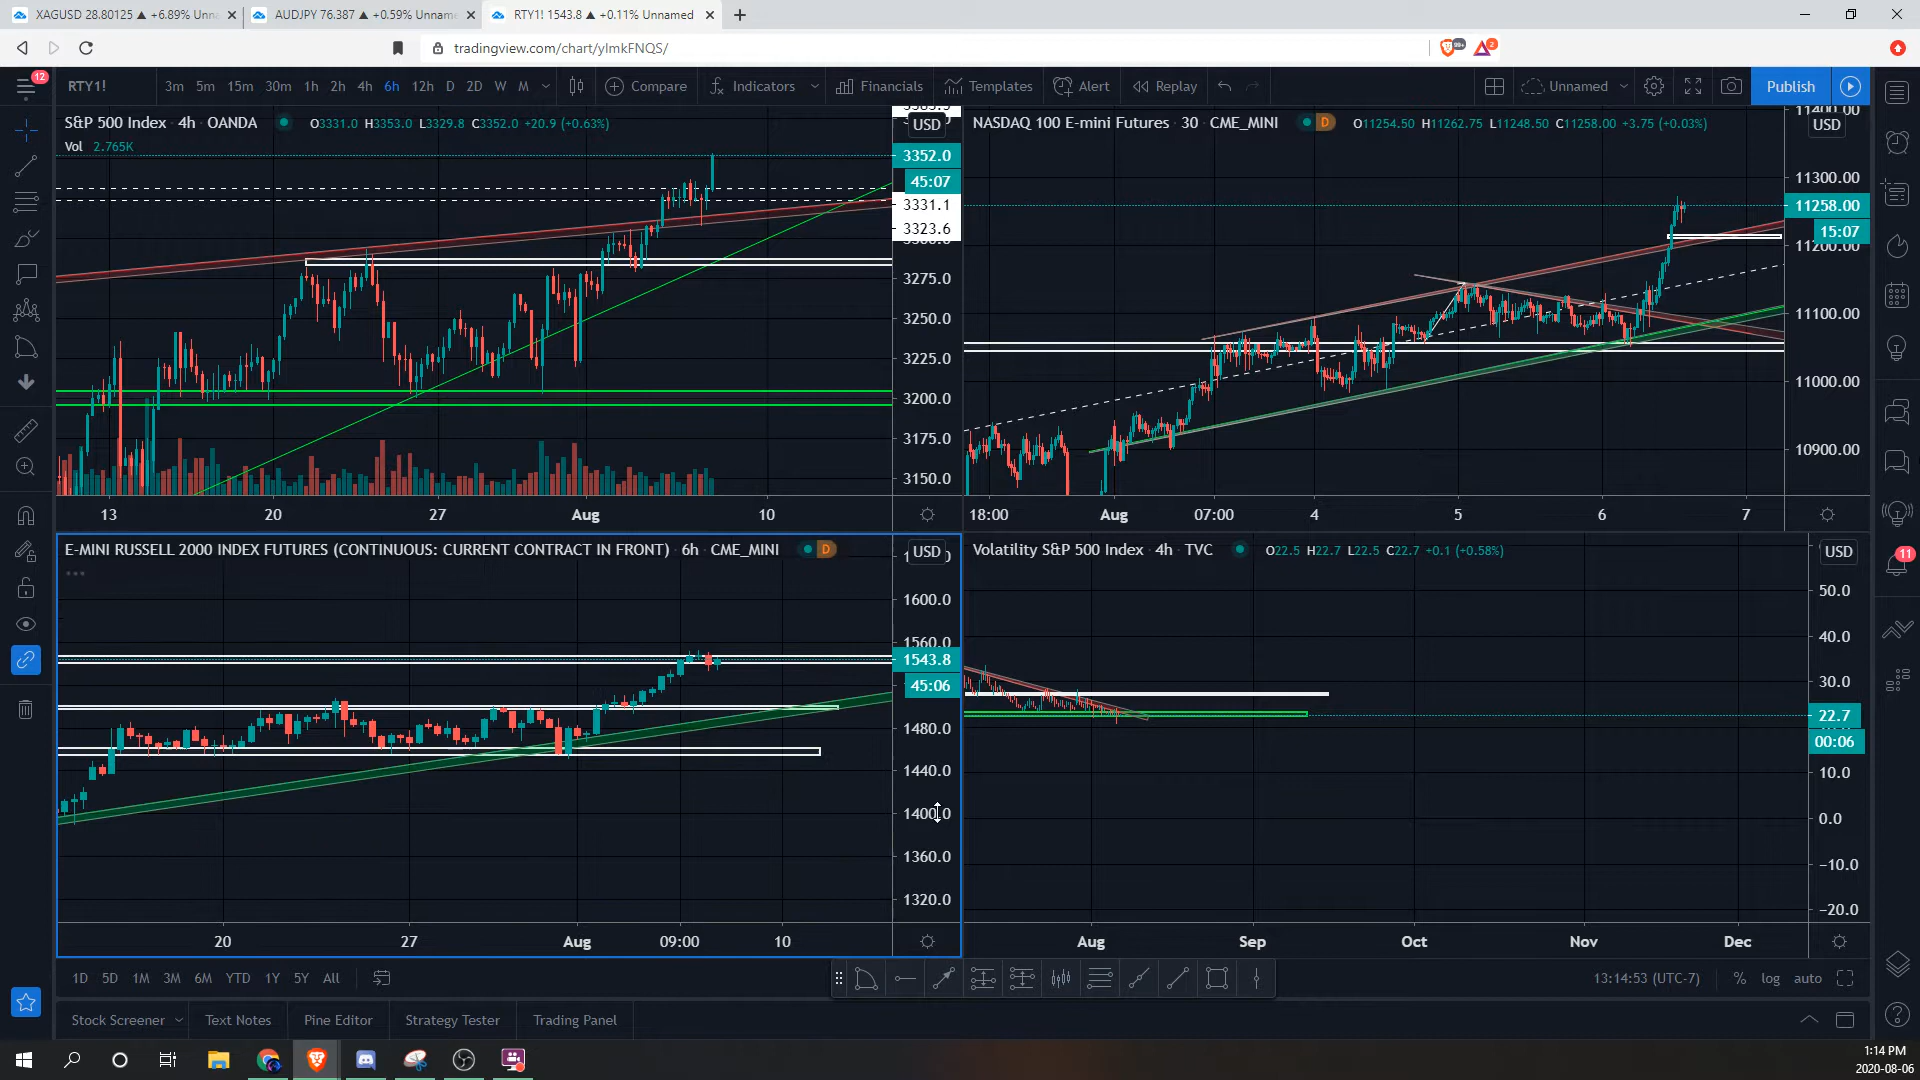 XAGUSD 28.80125 ▲ +6.89% Unna
AUDJPY 76.387 ▲ +0.59% Unname
RTY1! 1543.8 ▲ +0.11% Unnamed
tradingview.com/chart/ylmkFNQS/
99+
2
12
RTY1!
3m 5m 15m 30m 1h 2h 4h 6h 12h D 2D W M
Compare
Indicators
Financials
Templates
Alert
Replay
Unnamed
Publish
S&P 500 Index · 4h · OANDA
O3331.0 H3353.0 L3329.8 C3352.0 +20.9 (+0.63%)
Vol 2.765K
USD
3352.0
45:07
3331.1
3323.6
3275.0
3250.0
3225.0
3200.0
3175.0
3150.0
13 20 27 Aug 10
NASDAQ 100 E-mini Futures · 30 · CME_MINI
D
O11254.50 H11262.75 L11248.50 C11258.00 +3.75 (+0.03%)
11400.00
USD
11300.00
11258.00
15:07
11200.00
11100.00
11000.00
10900.00
18:00 Aug 07:00 4 5 6 7
E-MINI RUSSELL 2000 INDEX FUTURES (CONTINUOUS: CURRENT CONTRACT IN FRONT) · 6h · CME_MINI
D
USD
1600.0
1560.0
1543.8
45:06
1480.0
1440.0
1400.0
1360.0
1320.0
20 27 Aug 09:00 10
Volatility S&P 500 Index · 4h · TVC
O22.5 H22.7 L22.5 C22.7 +0.1 (+0.58%)
USD
50.0
40.0
30.0
22.7
00:06
10.0
0.0
−10.0
−20.0
Aug Sep Oct Nov Dec
11
1D 5D 1M 3M 6M YTD 1Y 5Y All
13:14:53 (UTC-7)
% log auto
Stock Screener
Text Notes
Pine Editor
Strategy Tester
Trading Panel
1:14 PM
2020-08-06